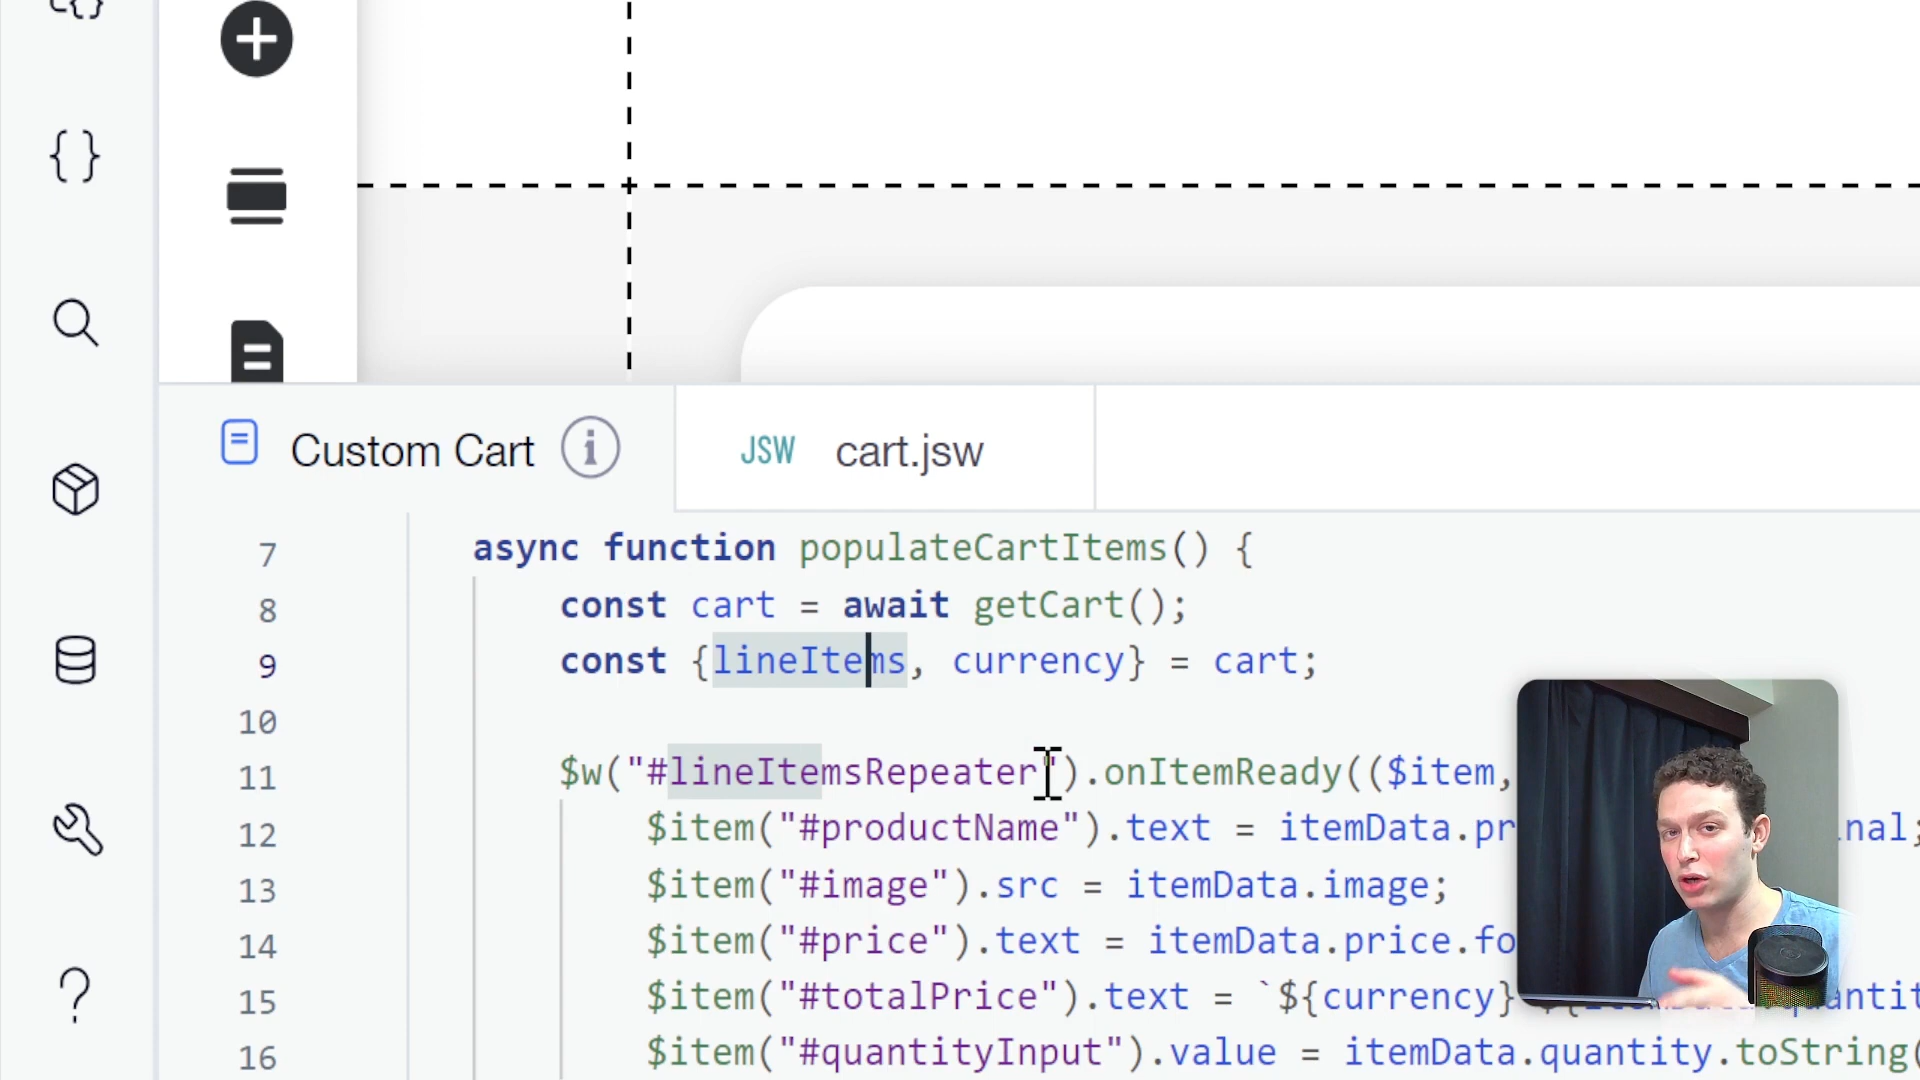 Custom Cart
JSW cart.jsw
7 async function populateCartItems() {
8 const cart = await getCart();
9 const {lineItems, currency} = cart;
10
11 $w("#lineItemsRepeater").onItemReady(($item,
12 $item("#productName").text = itemData.pr nal;
13 $item("#image").src = itemData.image;
14 $item("#price").text = itemData.price.fo
15 $item("#totalPrice").text = `${currency}
16 $item("#quantityInput").value = itemData.quantity.toString(